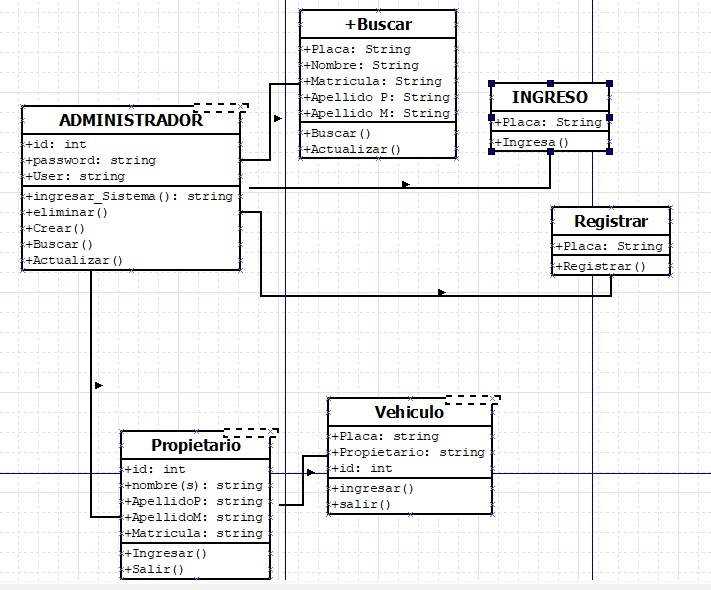 +Buscar
+Placa: String
+Nombre: String
+Matricula: String
+Apellido P: String
+Apellido M: String
+Buscar()
+Actualizar()
INGRESO
+Placa: String
+Ingresa()
ADMINISTRADOR
+id: int
+password: string
+User: string
+ingresar_Sistema(): string
+eliminar()
+Crear()
+Buscar()
+Actualizar()
Registrar
+Placa: String
+Registrar()
Vehiculo
+Placa: string
+Propietario: string
+id: int
+ingresar()
+salir()
Propietario
+id: int
+nombre(s): string
+ApellidoP: string
+ApellidoM: string
+Matricula: string
+Ingresar()
+Salir()